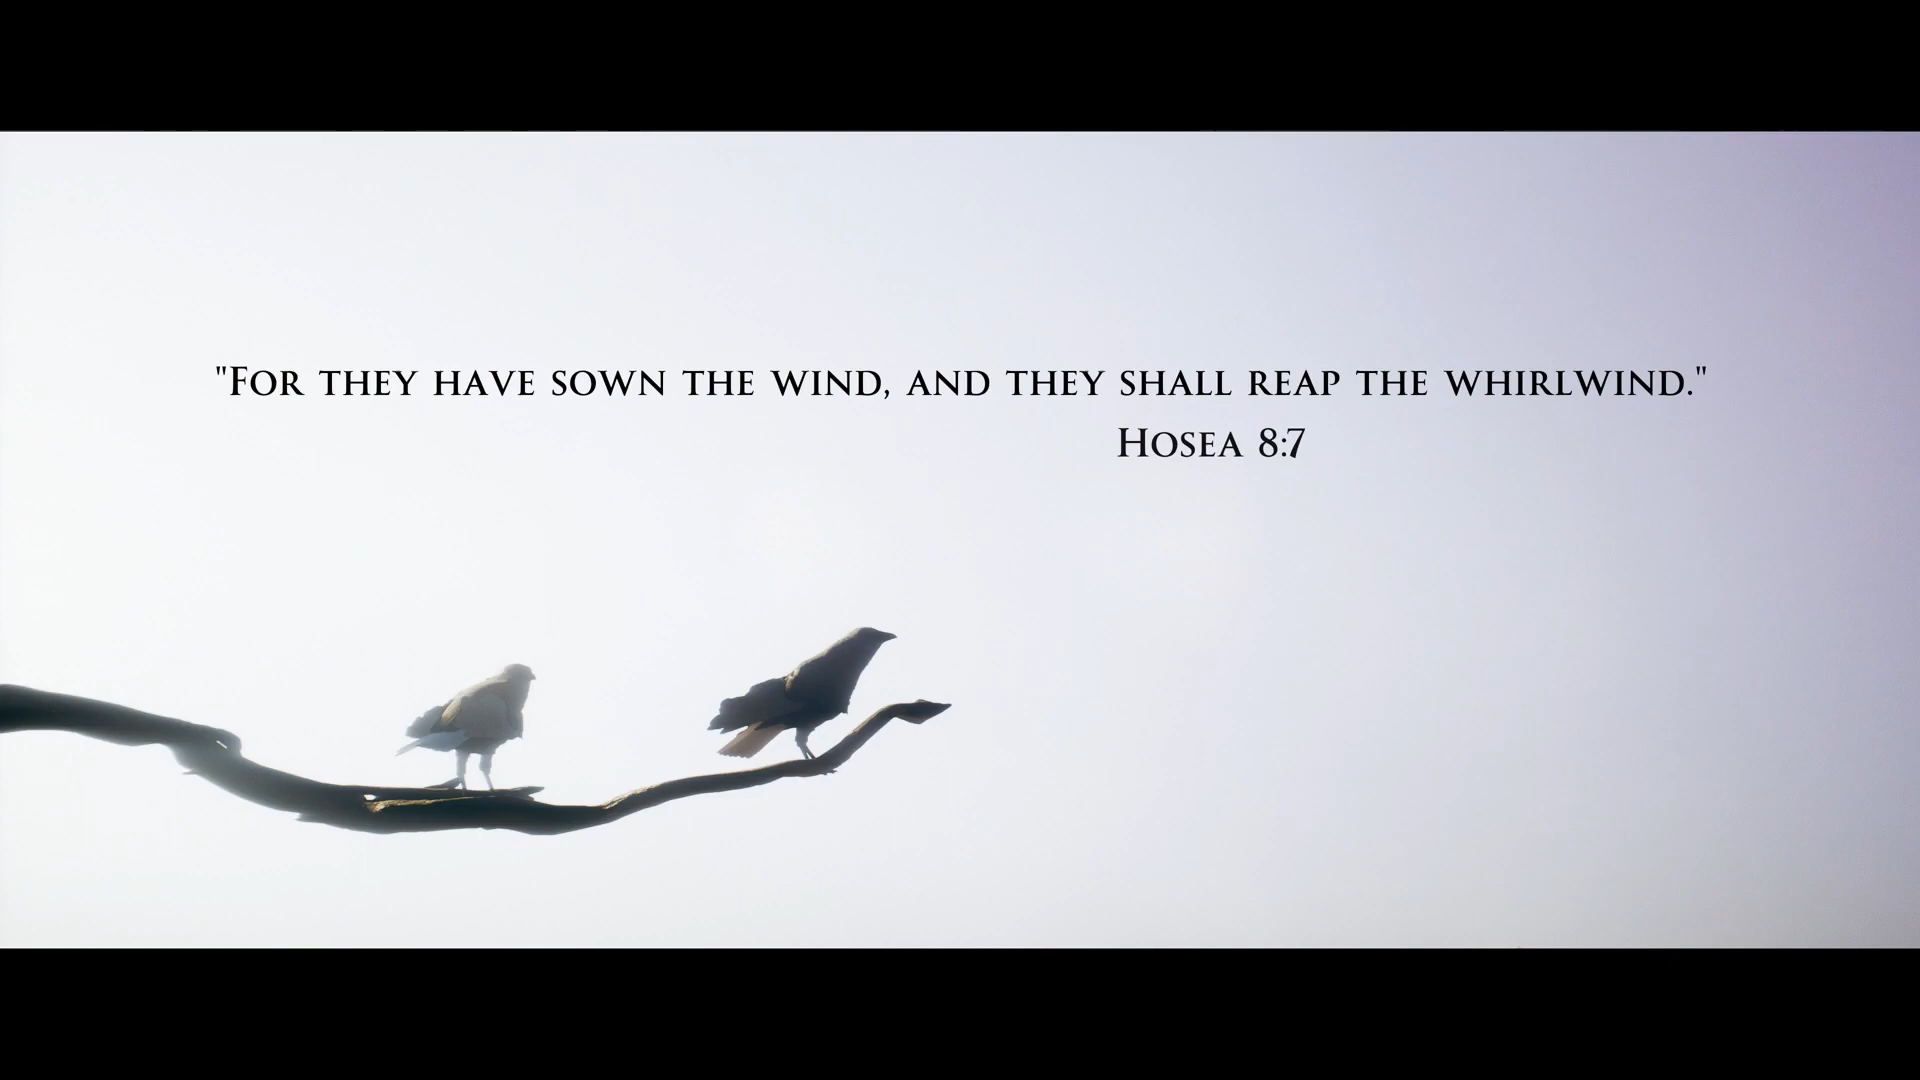 "For they have sown the wind, and they shall reap the whirlwind."
Hosea 8:7